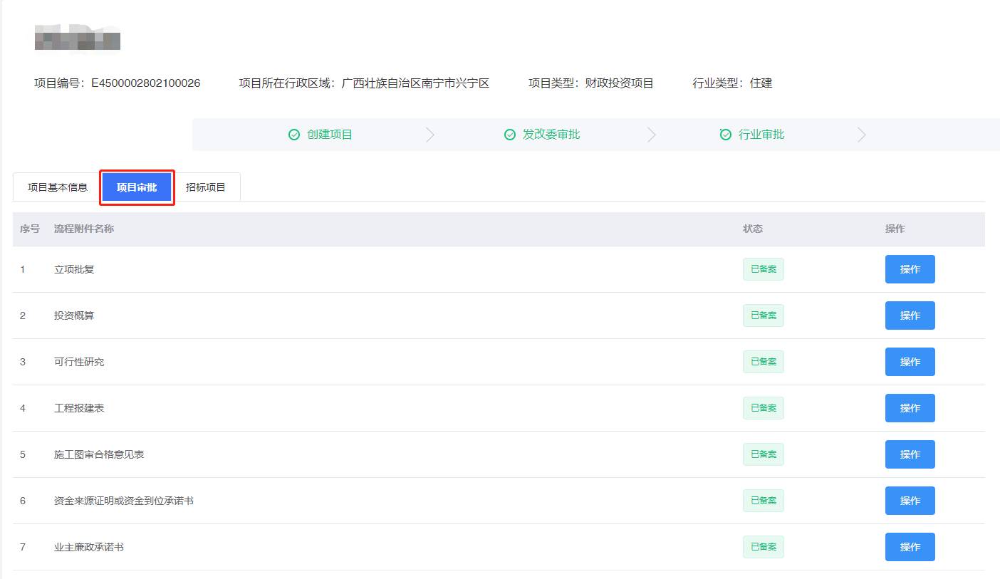 项目编号：E4500002802100026 项目所在行政区域：广西壮族自治区南宁市兴宁区 项目类型：财政投资项目 行业类型：住建
创建项目 发改委审批 行业审批
项目基本信息 项目审批 招标项目
序号 流程附件名称 状态 操作
1 立项批复 已备案 操作
2 投资概算 已备案 操作
3 可行性研究 已备案 操作
4 工程报建表 已备案 操作
5 施工图审合格意见表 已备案 操作
6 资金来源证明或资金到位承诺书 已备案 操作
7 业主廉政承诺书 已备案 操作